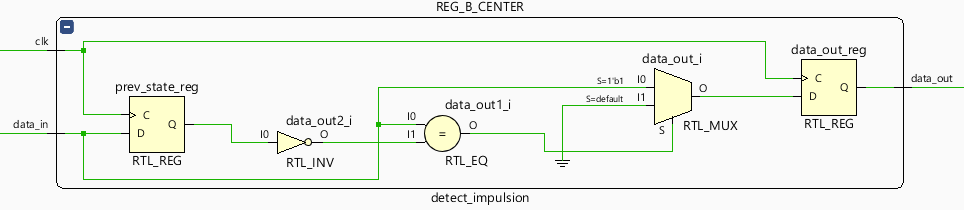 REG_B_CENTER
clk
data_in
prev_state_reg
C
D
Q
RTL_REG
data_out2_i
I0
O
RTL_INV
data_out1_i
I0
I1
=
O
RTL_EQ
data_out_i
S=1'b1
I0
S=default
I1
S
O
RTL_MUX
data_out_reg
C
D
Q
RTL_REG
data_out
detect_impulsion